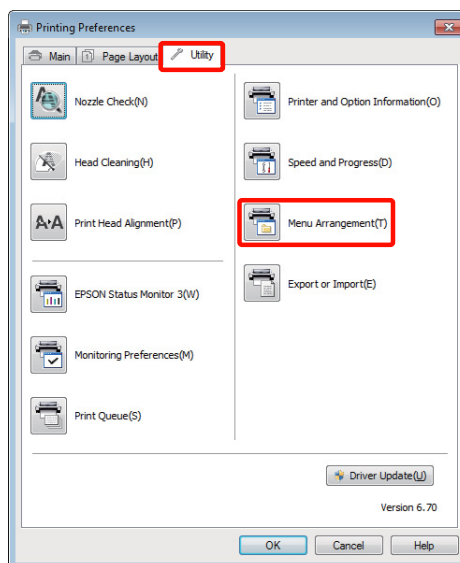 Printing Preferences
Main
Page Layout
Utility
Nozzle Check(N)
Printer and Option Information(O)
Head Cleaning(H)
Speed and Progress(D)
Print Head Alignment(P)
Menu Arrangement(T)
EPSON Status Monitor 3(W)
Export or Import(E)
Monitoring Preferences(M)
Print Queue(S)
Driver Update(U)
Version 6.70
OK
Cancel
Help